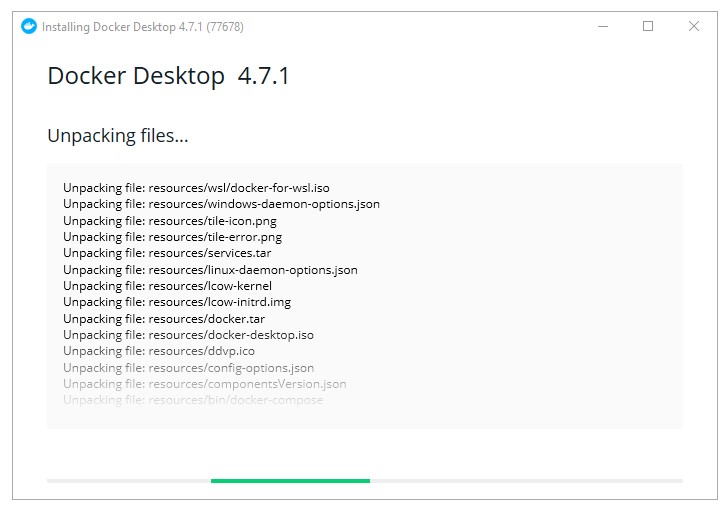 Installing Docker Desktop 4.7.1 (77678)
Docker Desktop 4.7.1
Unpacking files...
Unpacking file: resources/wsl/docker-for-wsl.iso
Unpacking file: resources/windows-daemon-options.json
Unpacking file: resources/tile-icon.png
Unpacking file: resources/tile-error.png
Unpacking file: resources/services.tar
Unpacking file: resources/linux-daemon-options.json
Unpacking file: resources/lcow-kernel
Unpacking file: resources/lcow-initrd.img
Unpacking file: resources/docker.tar
Unpacking file: resources/docker-desktop.iso
Unpacking file: resources/ddvp.ico
Unpacking file: resources/config-options.json
Unpacking file: resources/componentsVersion.json
Unpacking file: resources/bin/docker-compose